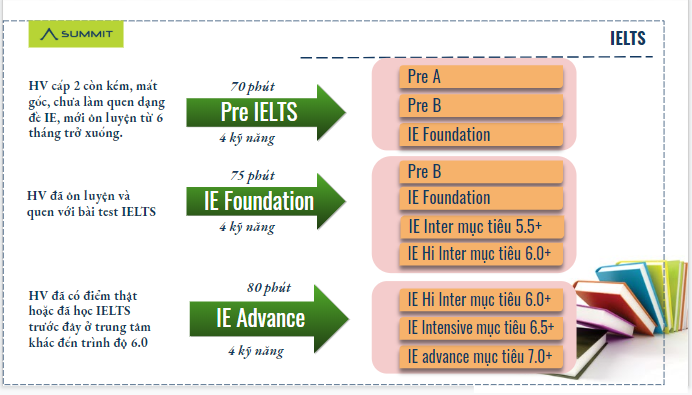 SUMMIT
IELTS
HV cấp 2 còn kém, mất
gốc, chưa làm quen dạng
đề IE, mới ôn luyện từ 6
tháng trở xuống.
70 phút
Pre IELTS
4 kỹ năng
Pre A
Pre B
IE Foundation
HV đã ôn luyện và
quen với bài test IELTS
75 phút
IE Foundation
4 kỹ năng
Pre B
IE Foundation
IE Inter mục tiêu 5.5+
IE Hi Inter mục tiêu 6.0+
HV đã có điểm thật
hoặc đã học IELTS
trước đây ở trung tâm
khác đến trình độ 6.0
80 phút
IE Advance
4 kỹ năng
IE Hi Inter mục tiêu 6.0+
IE Intensive mục tiêu 6.5+
IE advance mục tiêu 7.0+